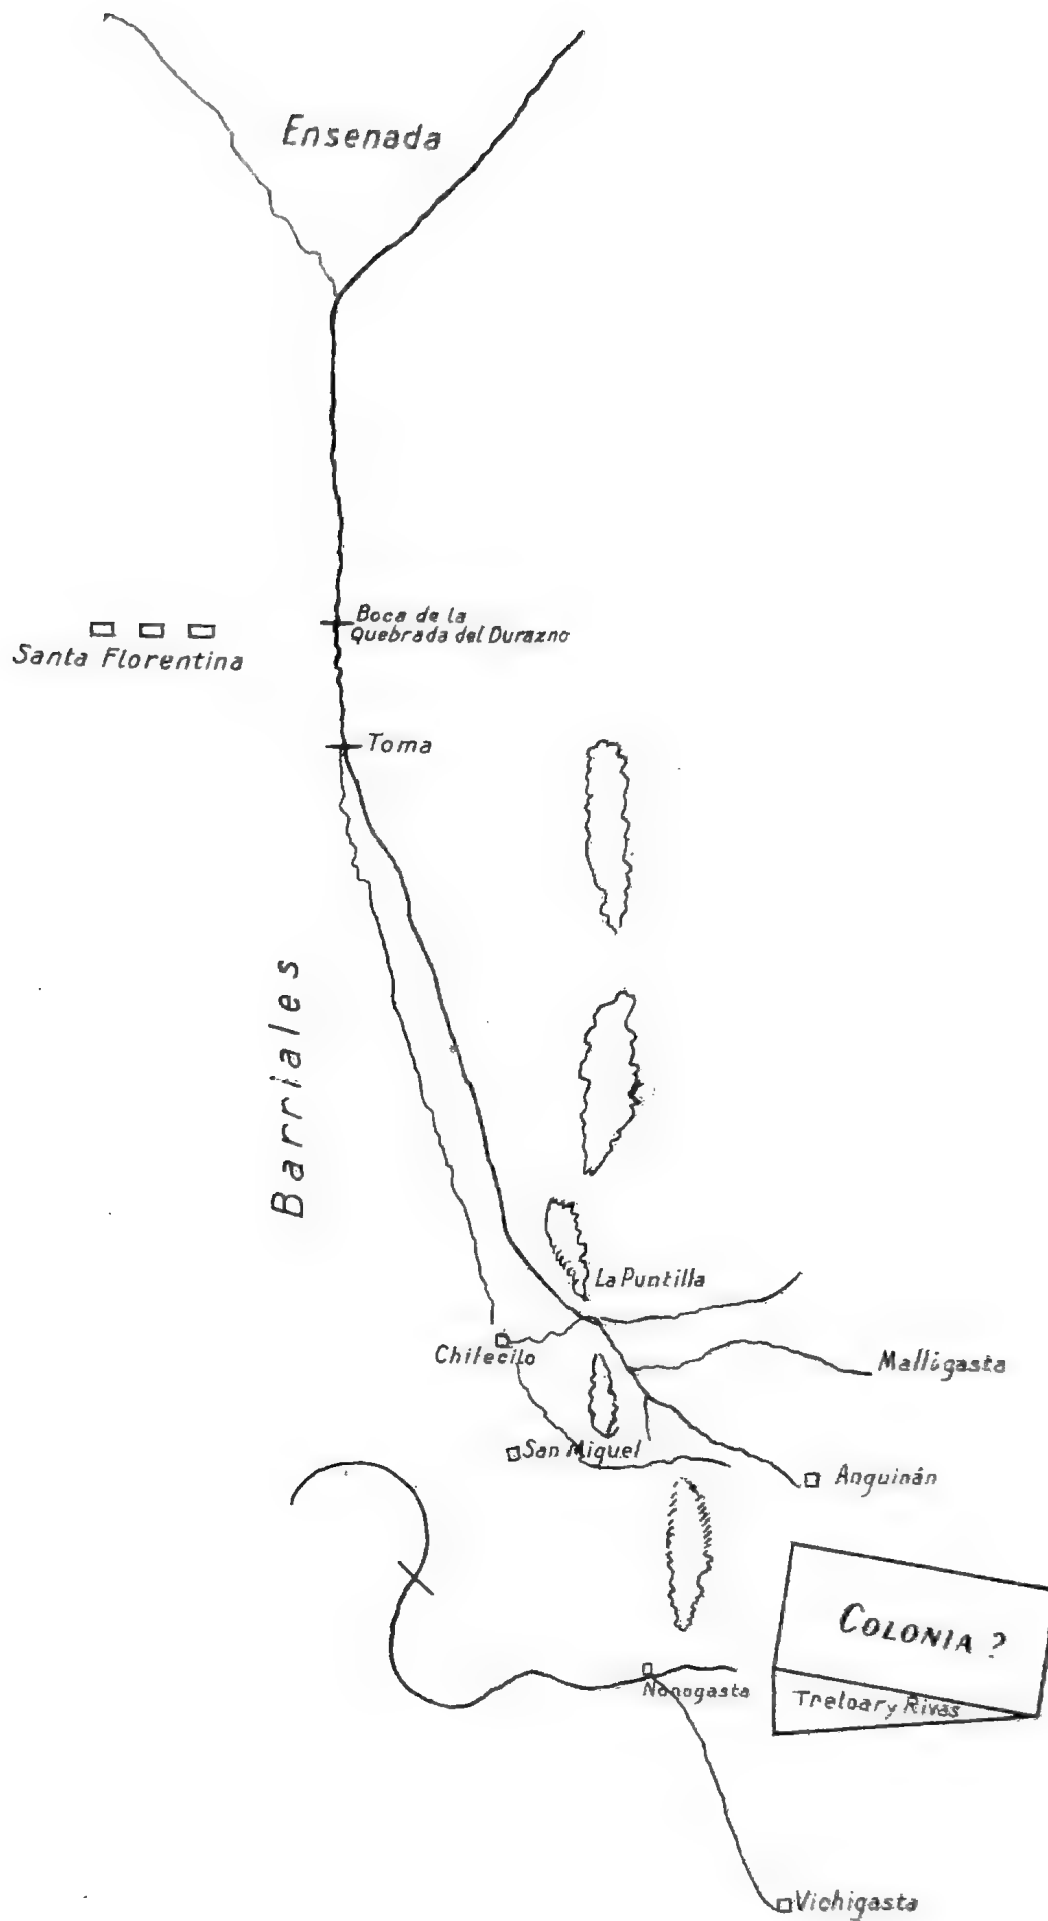 Ensenada
Boca de la
Quebrada del Durazno
Santa Florentina
Toma
Barriales
La Puntilla
Chilecito
Malligasta
San Miguel
Anguinán
COLONIA ?
Nonogasta
Treloar y Rivas
Vichigasta